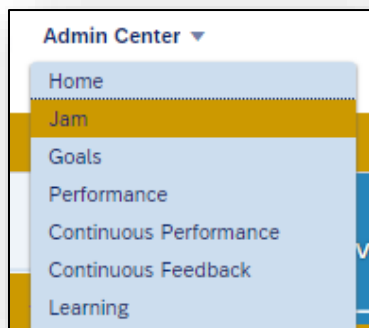 Admin Center
Home
Jam
Goals
Performance
Continuous Performance
Continuous Feedback
Learning